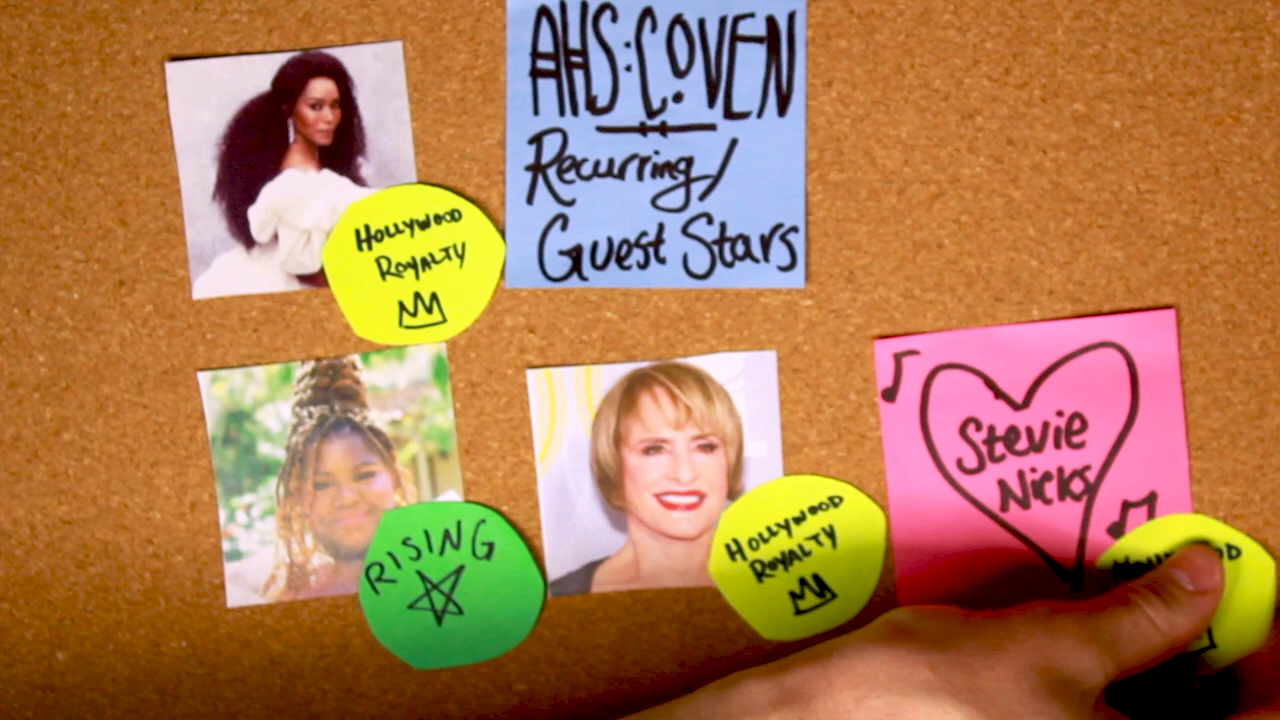 AHS: COVEN
Recurring/
Guest Stars
HOLLYWOOD
ROYALTY
RISING
HOLLYWOOD
ROYALTY
Stevie
Nicks